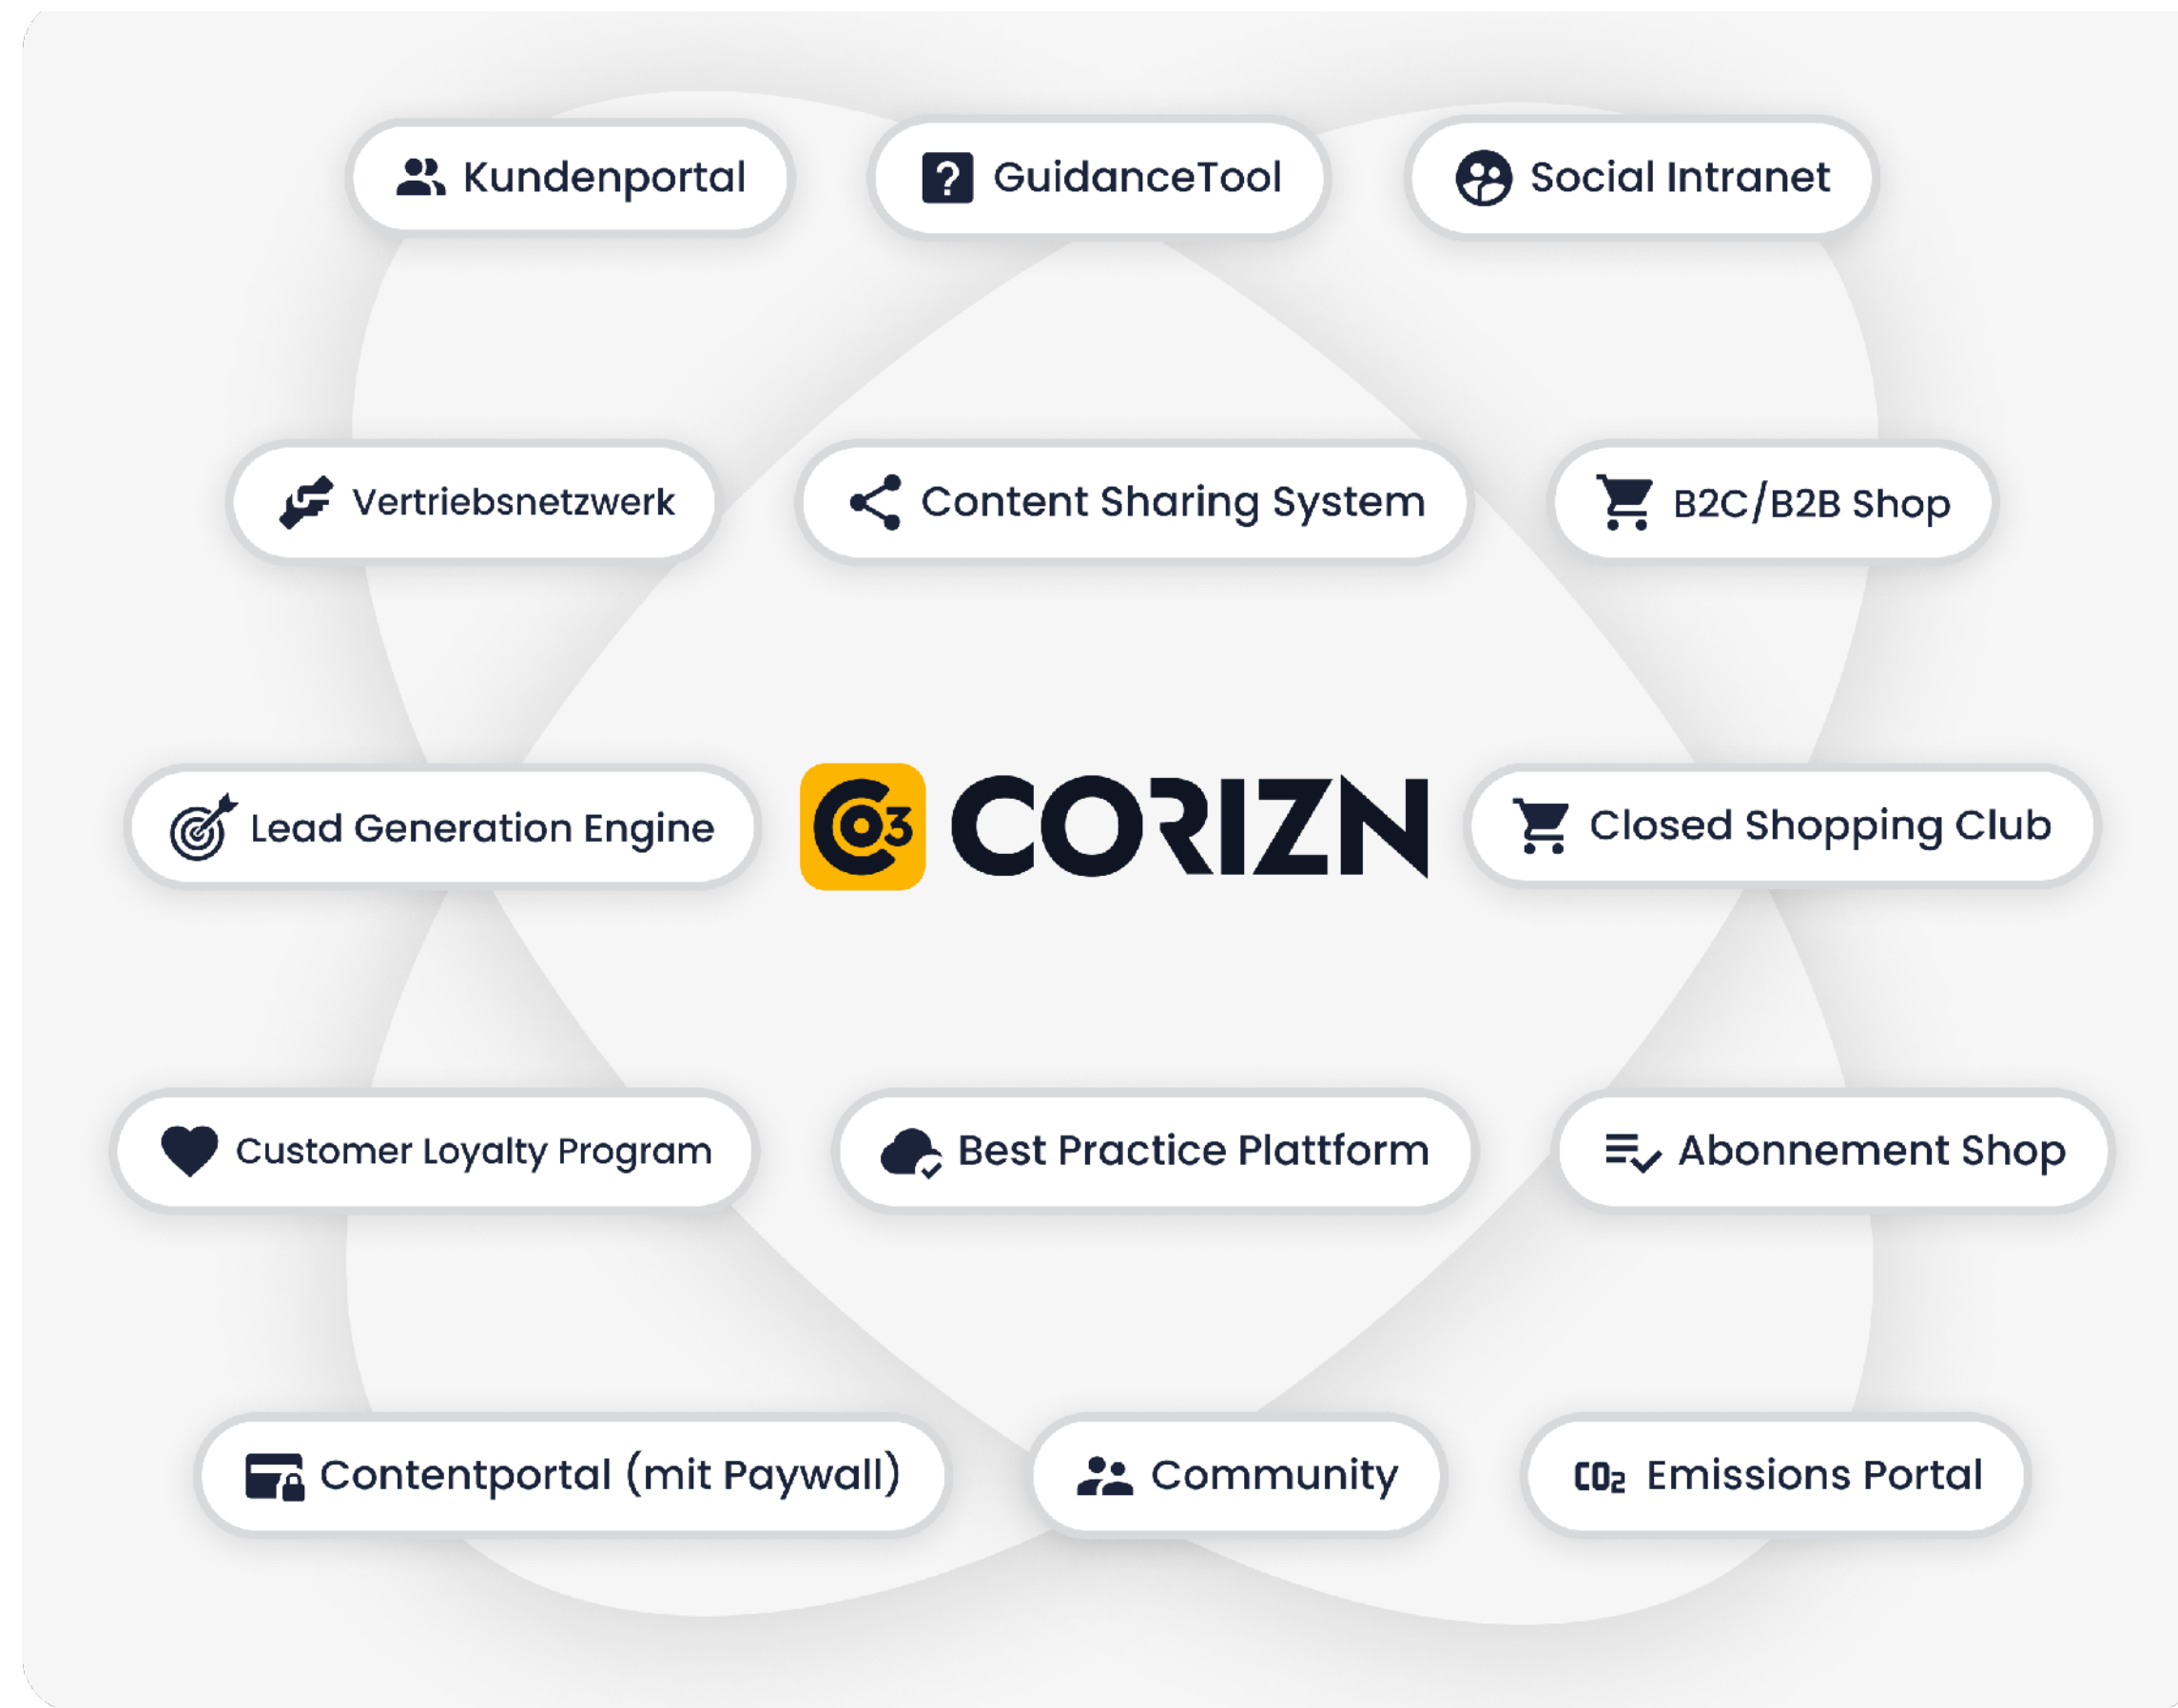 Kundenportal
GuidanceTool
Social Intranet
Vertriebsnetzwerk
Content Sharing System
B2C/B2B Shop
Lead Generation Engine
CO3 CORIZN
Closed Shopping Club
Customer Loyalty Program
Best Practice Plattform
Abonnement Shop
Contentportal (mit Paywall)
Community
CO₂ Emissions Portal